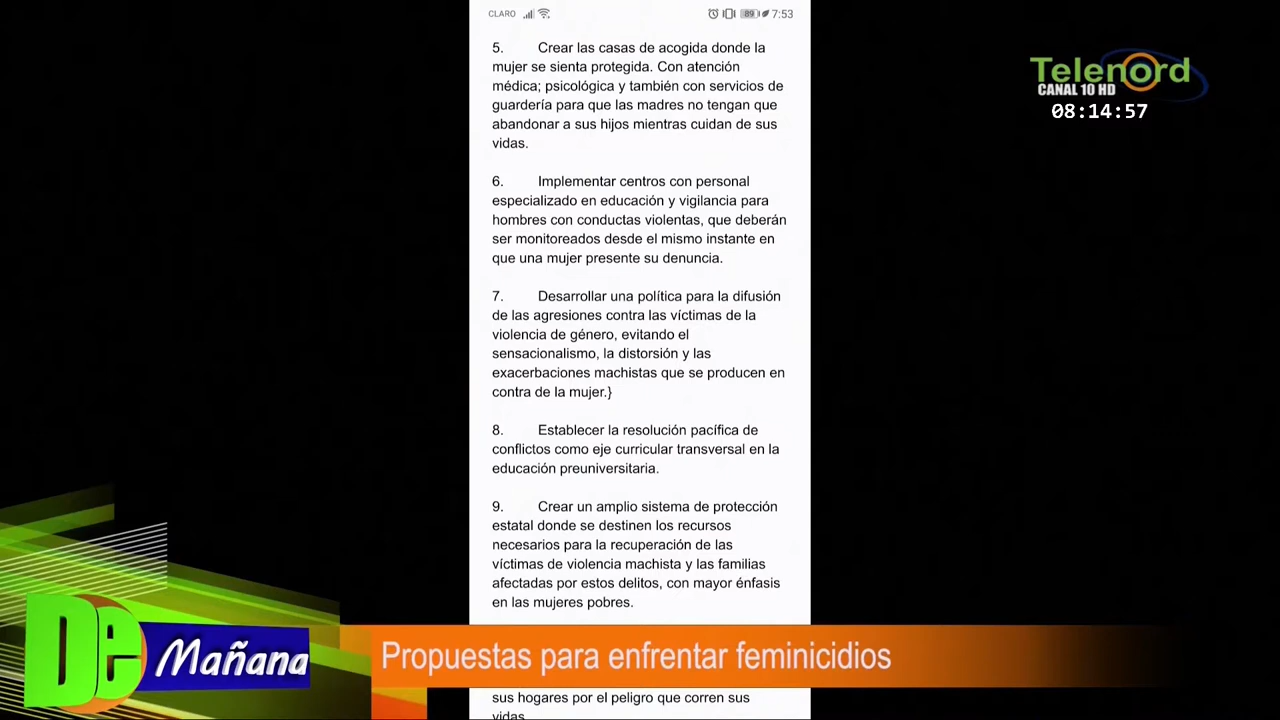 CLARO
89
7:53
5. Crear las casas de acogida donde la
mujer se sienta protegida. Con atención
médica; psicológica y también con servicios de
guardería para que las madres no tengan que
abandonar a sus hijos mientras cuidan de sus
vidas.
6. Implementar centros con personal
especializado en educación y vigilancia para
hombres con conductas violentas, que deberán
ser monitoreados desde el mismo instante en
que una mujer presente su denuncia.
7. Desarrollar una política para la difusión
de las agresiones contra las víctimas de la
violencia de género, evitando el
sensacionalismo, la distorsión y las
exacerbaciones machistas que se producen en
contra de la mujer.}
8. Establecer la resolución pacífica de
conflictos como eje curricular transversal en la
educación preuniversitaria.
9. Crear un amplio sistema de protección
estatal donde se destinen los recursos
necesarios para la recuperación de las
víctimas de violencia machista y las familias
afectadas por estos delitos, con mayor énfasis
en las mujeres pobres.
sus hogares por el peligro que corren sus
vidas
Telenord
CANAL 10 HD
08:14:57
De Mañana
Propuestas para enfrentar feminicidios